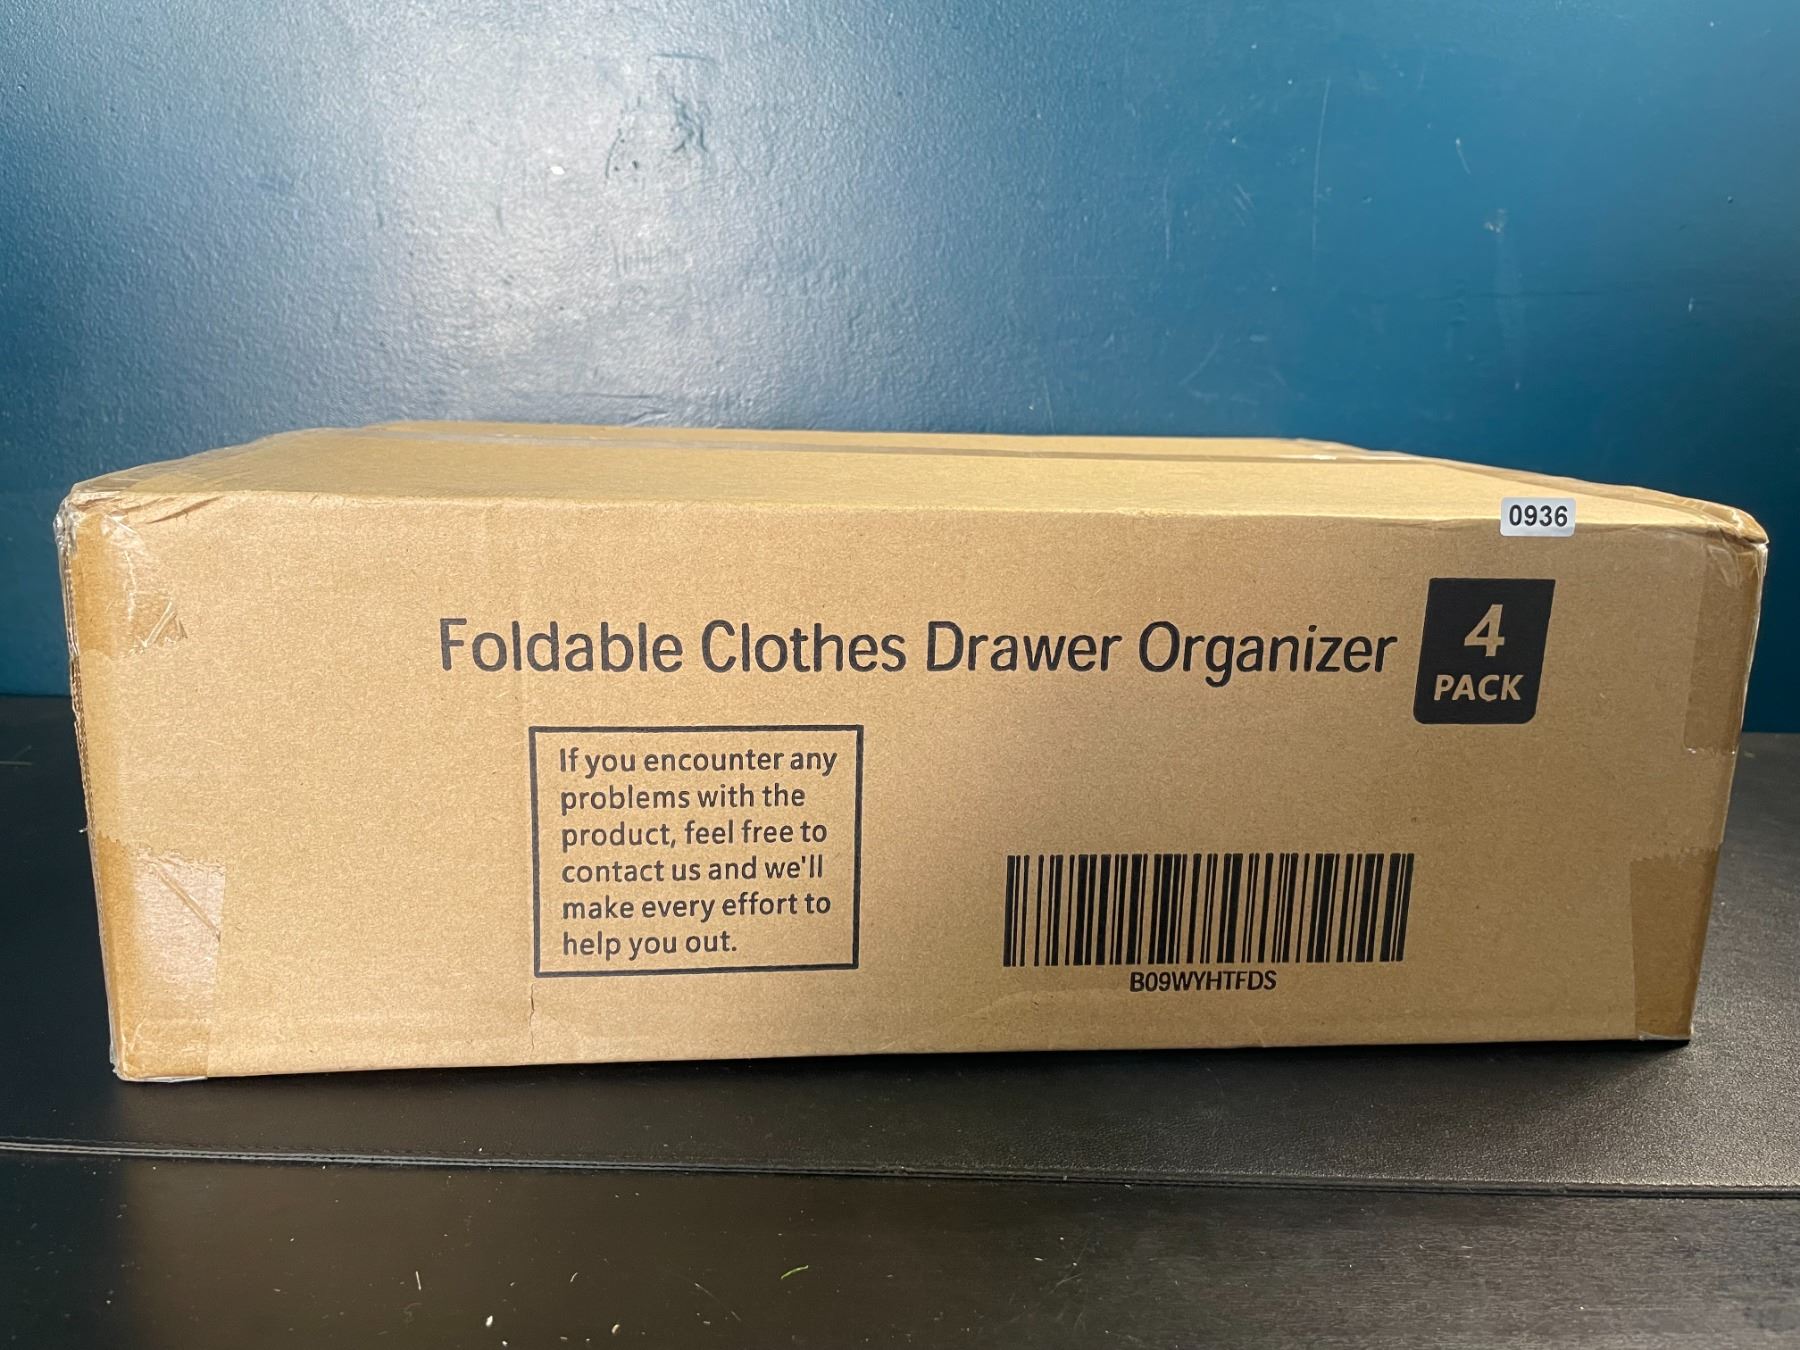 0936
Foldable Clothes Drawer Organizer
4
PACK
If you encounter any
problems with the
product, feel free to
contact us and we'll
make every effort to
help you out.
B09WYHTFDS